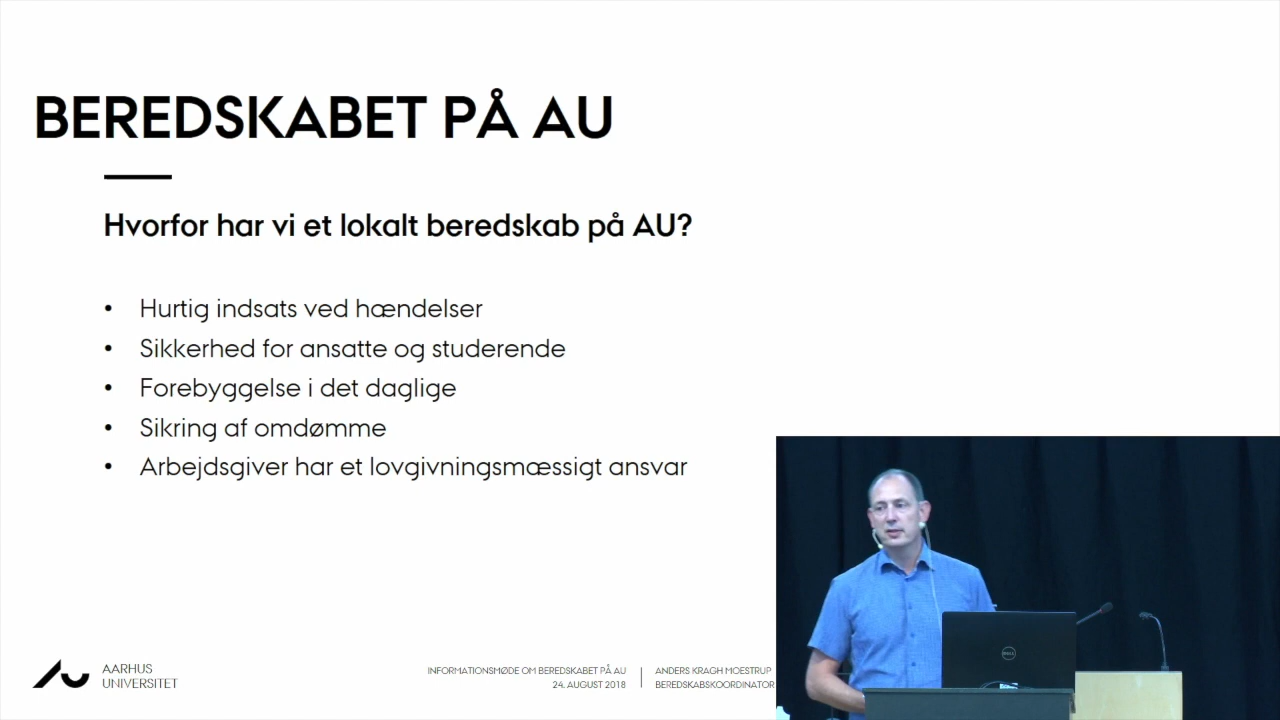 BEREDSKABET PÅ AU
Hvorfor har vi et lokalt beredskab på AU?
• Hurtig indsats ved hændelser
• Sikkerhed for ansatte og studerende
• Forebyggelse i det daglige
• Sikring af omdømme
• Arbejdsgiver har et lovgivningsmæssigt ansvar
AARHUS
UNIVERSITET
INFORMATIONSMØDE OM BEREDSKABET PÅ AU
24. AUGUST 2018
ANDERS KRAGH MOESTRUP
BEREDSKABSKOORDINATOR
DELL